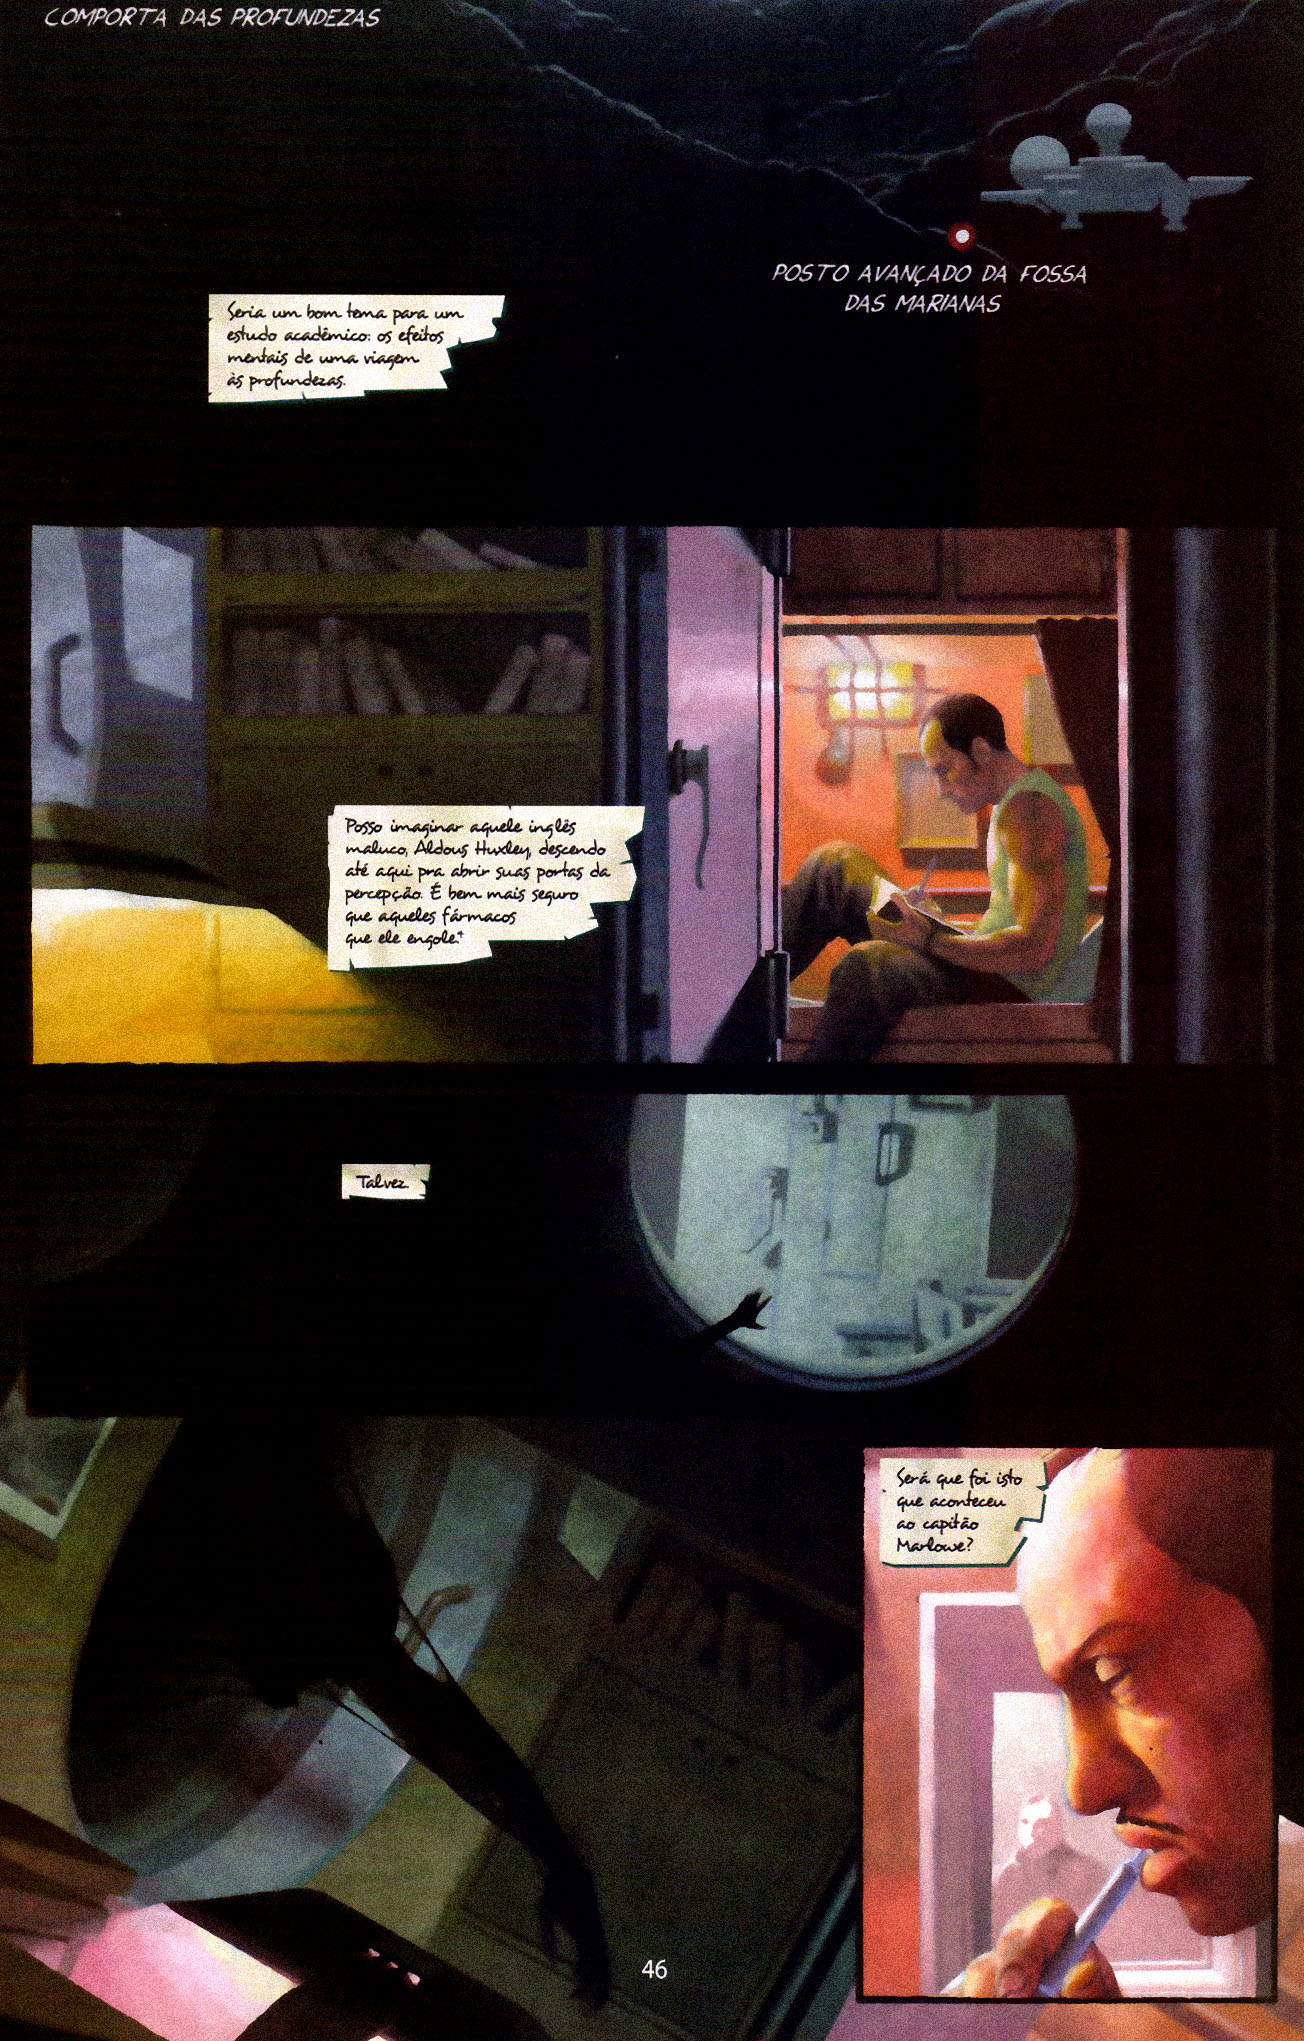 COMPORTA DAS PROFUNDEZAS
POSTO AVANÇADO DA FOSSA
DAS MARIANAS
Seria um bom tema para um
estudo acadêmico: os efeitos
mentais de uma viagem
às profundezas.
Posso imaginar aquele inglês
maluco, Aldous Huxley, descendo
até aqui pra abrir suas portas da
percepção. É bem mais seguro
que aqueles fármacos
que ele engole.*
Talvez.
Será que foi isto
que aconteceu
ao capitão
Marlowe?
46